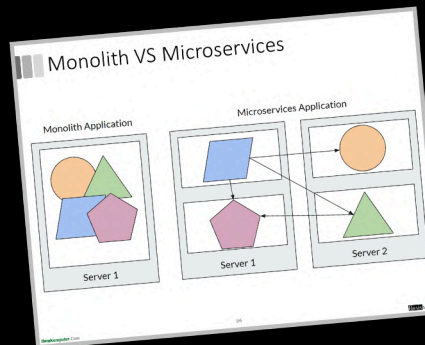 Monolith VS Microservices
Monolith Application
Microservices Application
Server 1
Server 1
Server 2